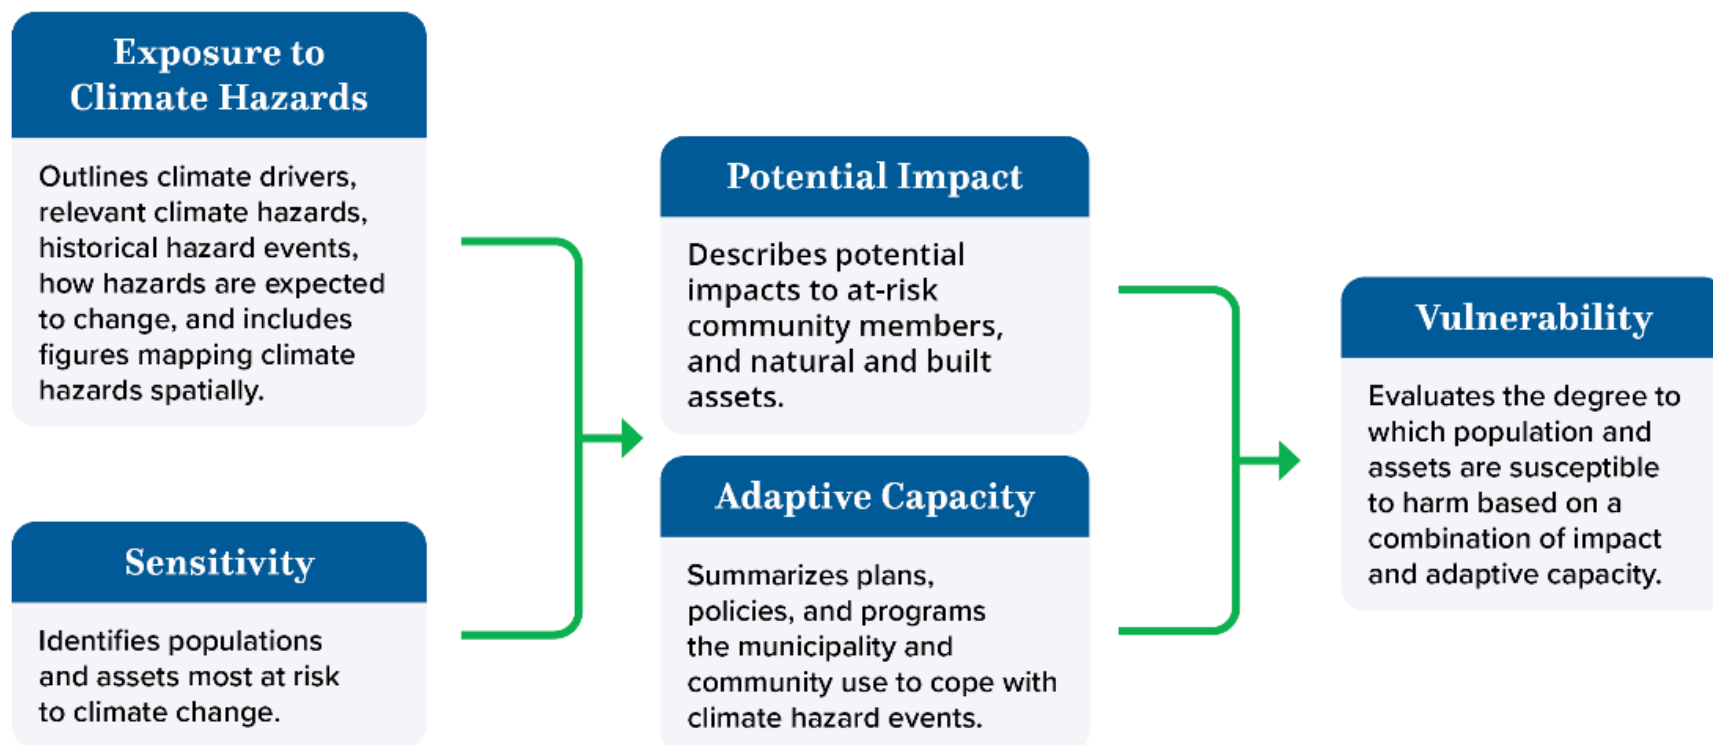 Exposure to
Climate Hazards
Outlines climate drivers,
relevant climate hazards,
historical hazard events,
how hazards are expected
to change, and includes
figures mapping climate
hazards spatially.
Sensitivity
Identifies populations
and assets most at risk
to climate change.
Potential Impact
Describes potential
impacts to at-risk
community members,
and natural and built
assets.
Adaptive Capacity
Summarizes plans,
policies, and programs
the municipality and
community use to cope with
climate hazard events.
Vulnerability
Evaluates the degree to
which population and
assets are susceptible
to harm based on a
combination of impact
and adaptive capacity.